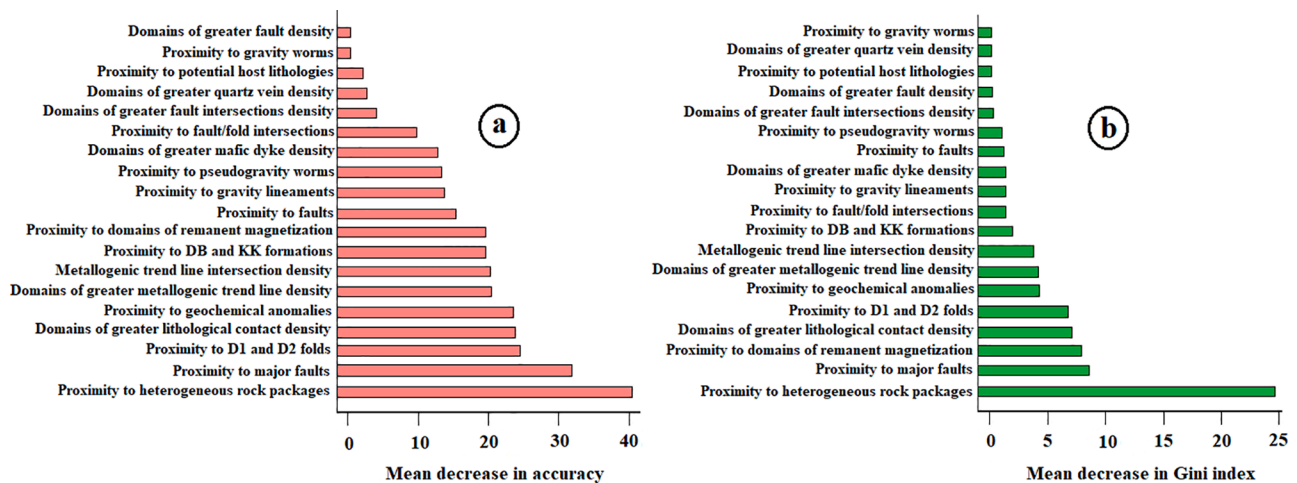 Domains of greater fault density
Proximity to gravity worms
Proximity to potential host lithologies
Domains of greater quartz vein density
Domains of greater fault intersections density
Proximity to fault/fold intersections
Domains of greater mafic dyke density
Proximity to pseudogravity worms
Proximity to gravity lineaments
Proximity to faults
Proximity to domains of remanent magnetization
Proximity to DB and KK formations
Metallogenic trend line intersection density
Domains of greater metallogenic trend line density
Proximity to geochemical anomalies
Domains of greater lithological contact density
Proximity to D1 and D2 folds
Proximity to major faults
Proximity to heterogeneous rock packages
a
0 10 20 30 40
Mean decrease in accuracy
Proximity to gravity worms
Domains of greater quartz vein density
Proximity to potential host lithologies
Domains of greater fault density
Domains of greater fault intersections density
Proximity to pseudogravity worms
Proximity to faults
Domains of greater mafic dyke density
Proximity to gravity lineaments
Proximity to fault/fold intersections
Proximity to DB and KK formations
Metallogenic trend line intersection density
Domains of greater metallogenic trend line density
Proximity to geochemical anomalies
Proximity to D1 and D2 folds
Domains of greater lithological contact density
Proximity to domains of remanent magnetization
Proximity to major faults
Proximity to heterogeneous rock packages
b
0 5 10 15 20 25
Mean decrease in Gini index